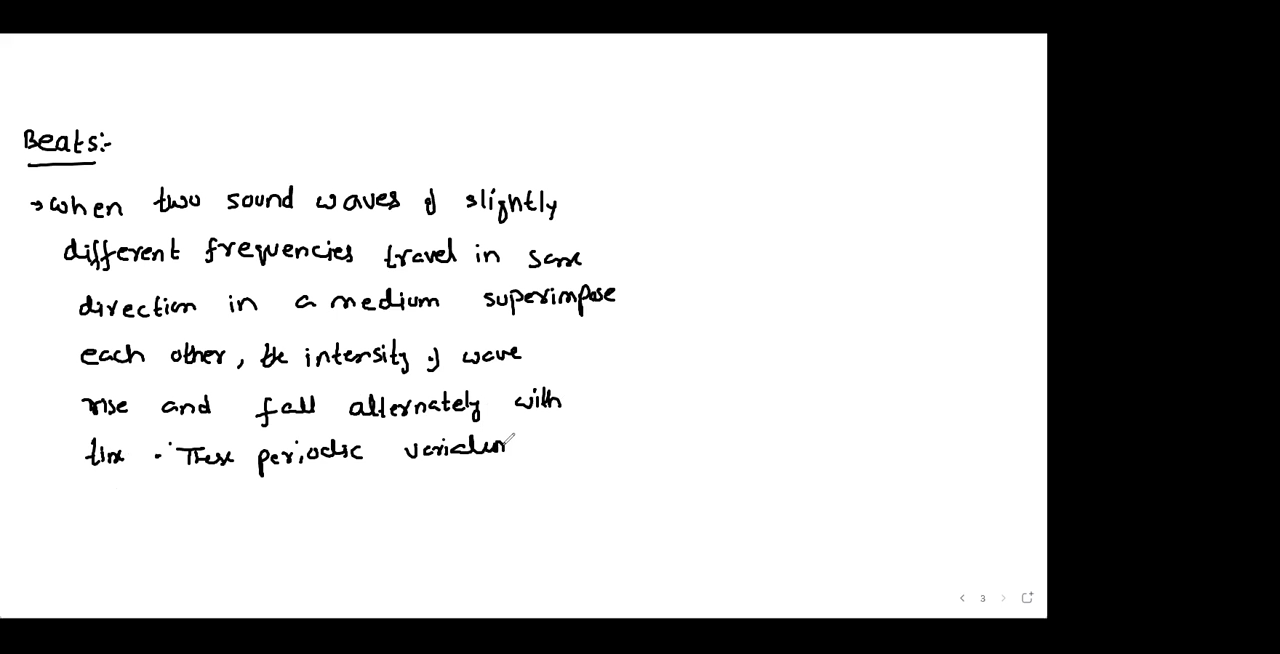 Beats:-
→ when two sound waves of slightly
different frequencies travel in same
direction in a medium superimpose
each other, the intensity of wave
rise and fall alternately with
time. These periodic variation
3